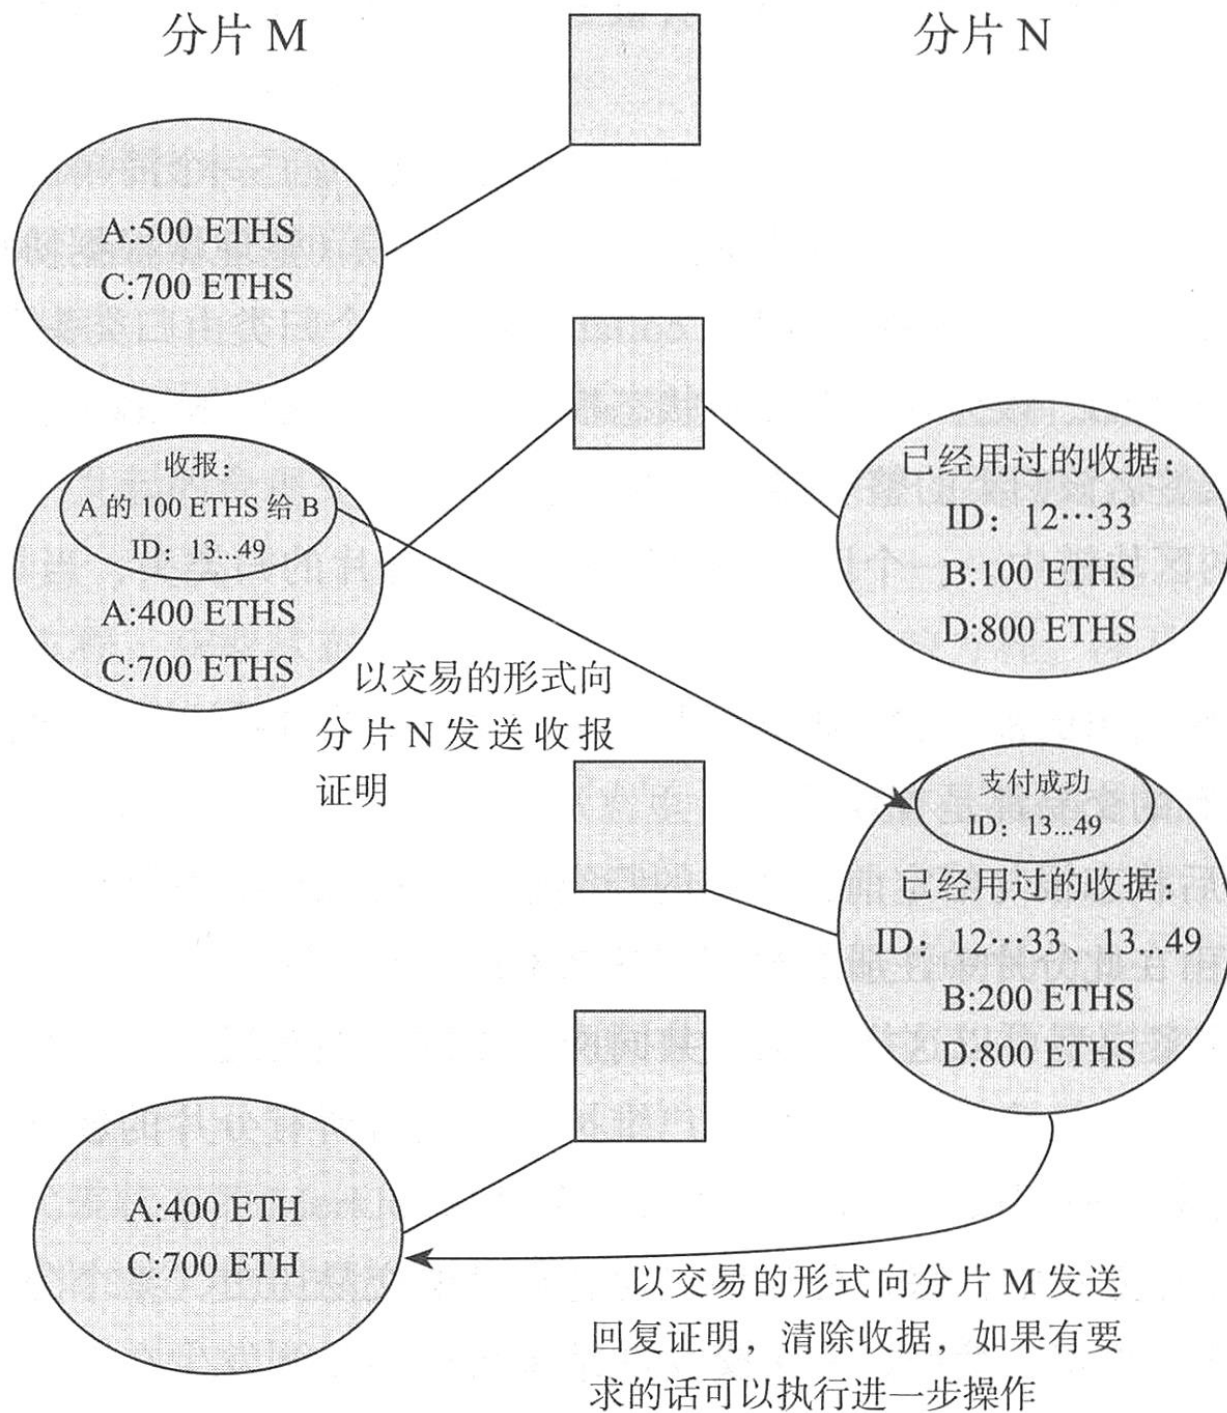 分片 M
分片 N
A:500 ETHS
C:700 ETHS
收报：
A 的 100 ETHS 给 B
ID：13...49
A:400 ETHS
C:700 ETHS
已经用过的收据：
ID：12…33
B:100 ETHS
D:800 ETHS
以交易的形式向
分片 N 发送收报
证明
支付成功
ID：13...49
已经用过的收据：
ID：12…33、13...49
B:200 ETHS
D:800 ETHS
A:400 ETH
C:700 ETH
以交易的形式向分片 M 发送
回复证明，清除收据，如果有要
求的话可以执行进一步操作